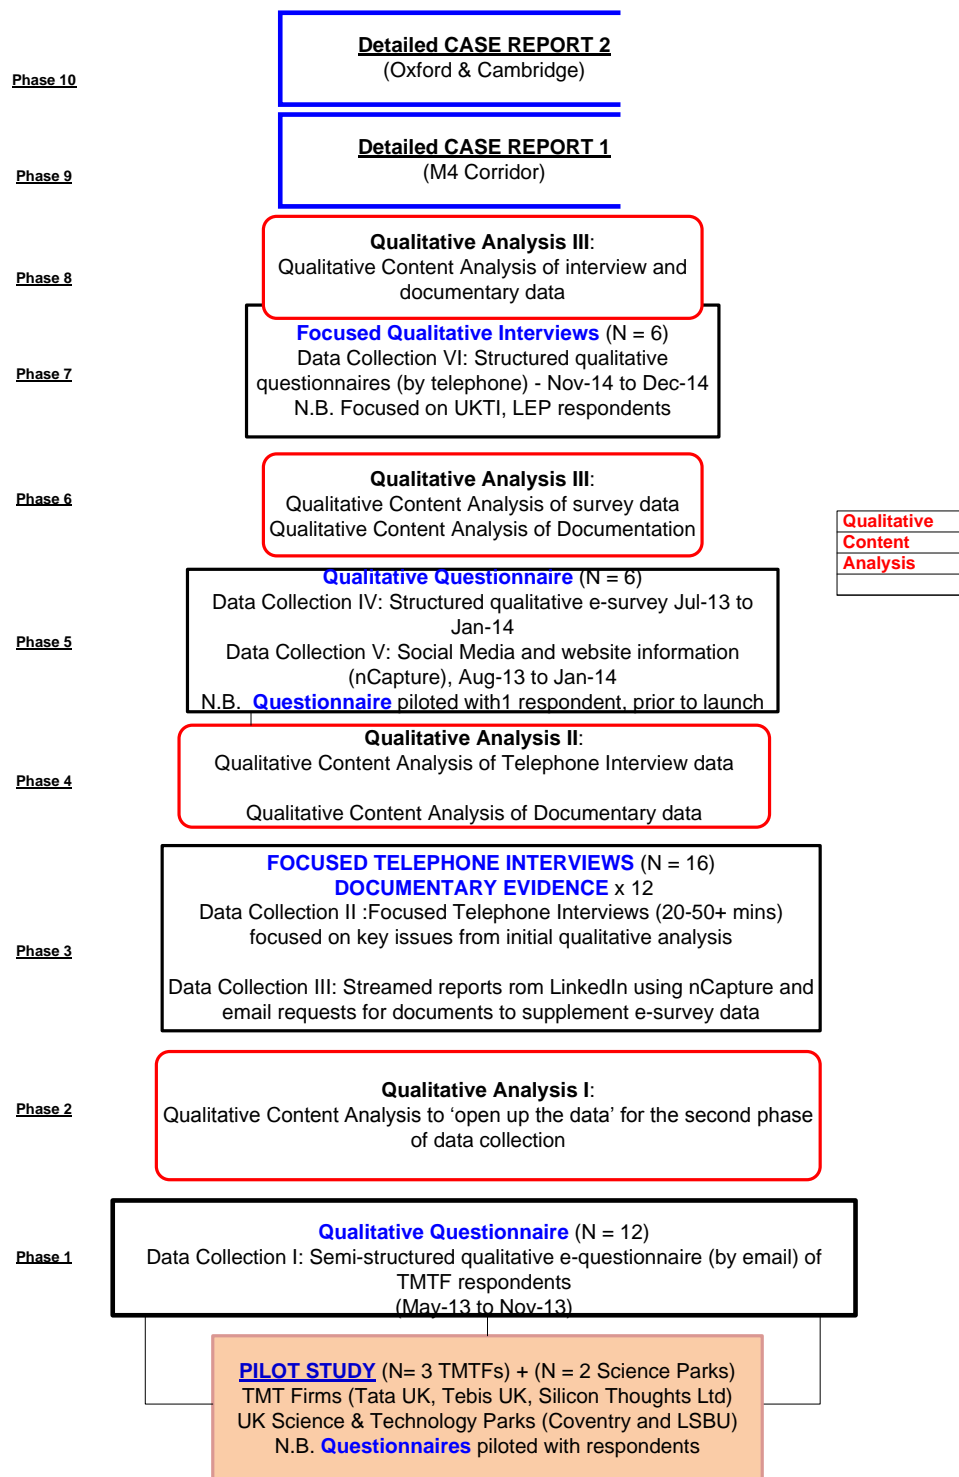 Detailed CASE REPORT 2
(Oxford & Cambridge)
Phase 10
Detailed CASE REPORT 1
(M4 Corridor)
Phase 9
Qualitative Analysis III:
Qualitative Content Analysis of interview and
documentary data
Phase 8
Focused Qualitative Interviews (N = 6)
Data Collection VI: Structured qualitative
questionnaires (by telephone) - Nov-14 to Dec-14
N.B. Focused on UKTI, LEP respondents
Phase 7
Qualitative Analysis III:
Qualitative Content Analysis of survey data
Qualitative Content Analysis of Documentation
Phase 6
Qualitative
Content
Analysis
Qualitative Questionnaire (N = 6)
Data Collection IV: Structured qualitative e-survey Jul-13 to
Jan-14
Data Collection V: Social Media and website information
(nCapture), Aug-13 to Jan-14
N.B. Questionnaire piloted with1 respondent, prior to launch
Phase 5
Qualitative Analysis II:
Qualitative Content Analysis of Telephone Interview data
Qualitative Content Analysis of Documentary data
Phase 4
FOCUSED TELEPHONE INTERVIEWS (N = 16)
DOCUMENTARY EVIDENCE x 12
Data Collection II :Focused Telephone Interviews (20-50+ mins)
focused on key issues from initial qualitative analysis
Data Collection III: Streamed reports rom LinkedIn using nCapture and
email requests for documents to supplement e-survey data
Phase 3
Qualitative Analysis I:
Qualitative Content Analysis to ‘open up the data’ for the second phase
of data collection
Phase 2
Qualitative Questionnaire (N = 12)
Data Collection I: Semi-structured qualitative e-questionnaire (by email) of
TMTF respondents
(May-13 to Nov-13)
Phase 1
PILOT STUDY (N= 3 TMTFs) + (N = 2 Science Parks)
TMT Firms (Tata UK, Tebis UK, Silicon Thoughts Ltd)
UK Science & Technology Parks (Coventry and LSBU)
N.B. Questionnaires piloted with respondents